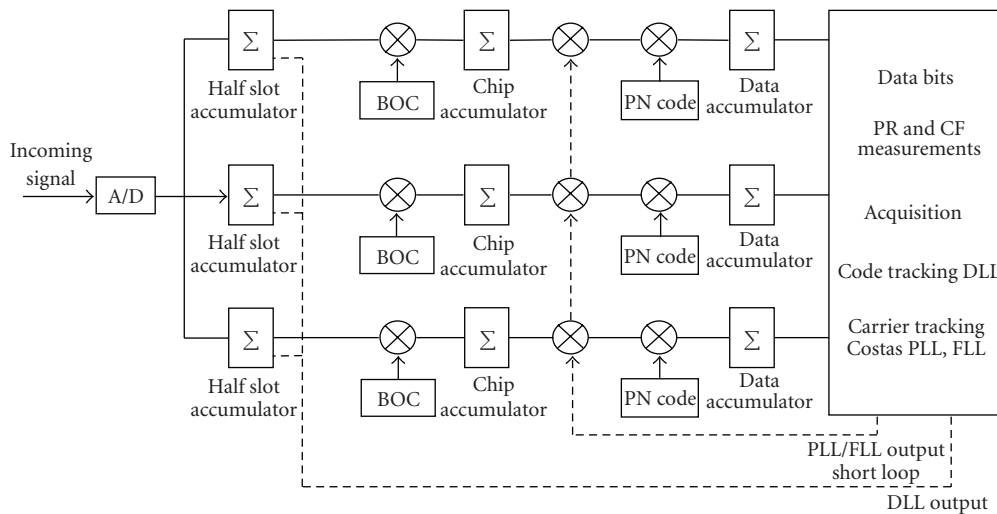 Incoming
signal
A/D
Σ
Half slot
accumulator
BOC
Σ
Chip
accumulator
PN code
Σ
Data
accumulator
Σ
Half slot
accumulator
BOC
Σ
Chip
accumulator
PN code
Σ
Data
accumulator
Σ
Half slot
accumulator
BOC
Σ
Chip
accumulator
PN code
Σ
Data
accumulator
Data bits
PR and CF
measurements
Acquisition
Code tracking DLL
Carrier tracking
Costas PLL, FLL
PLL/FLL output
short loop
DLL output